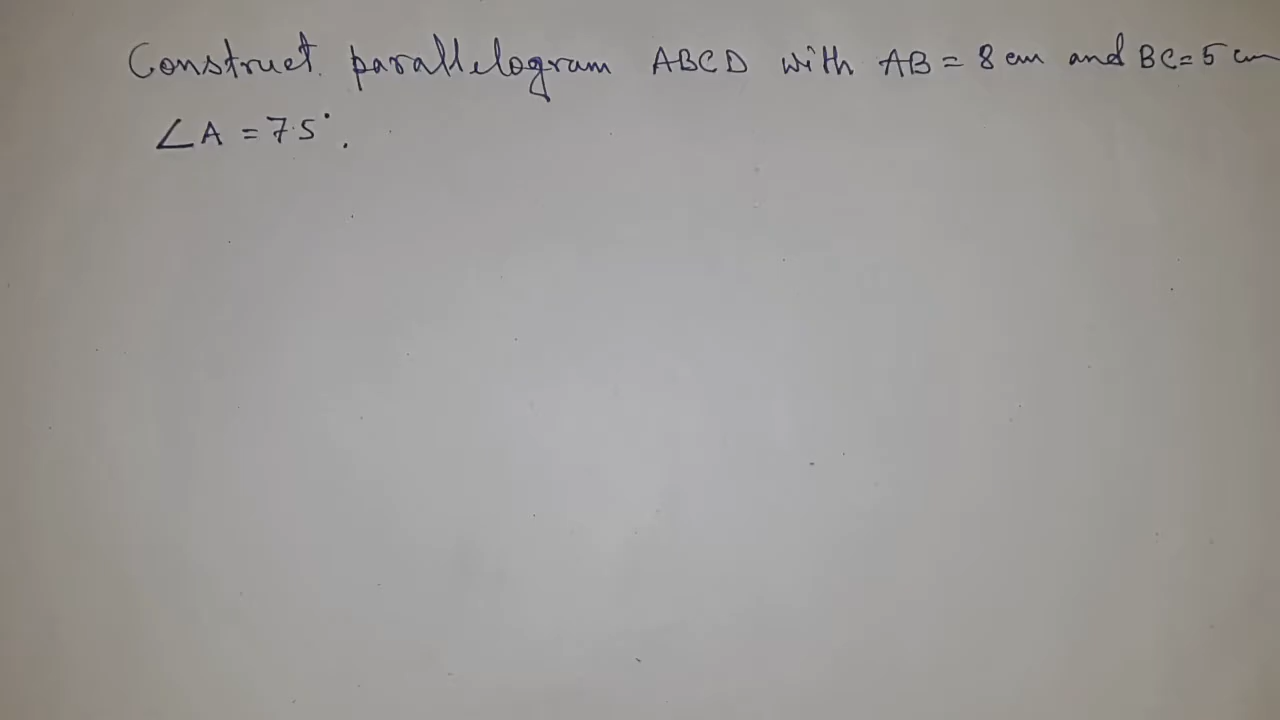 Construct parallelogram ABCD with AB = 8 cm and BC = 5 cm
∠A = 75°.